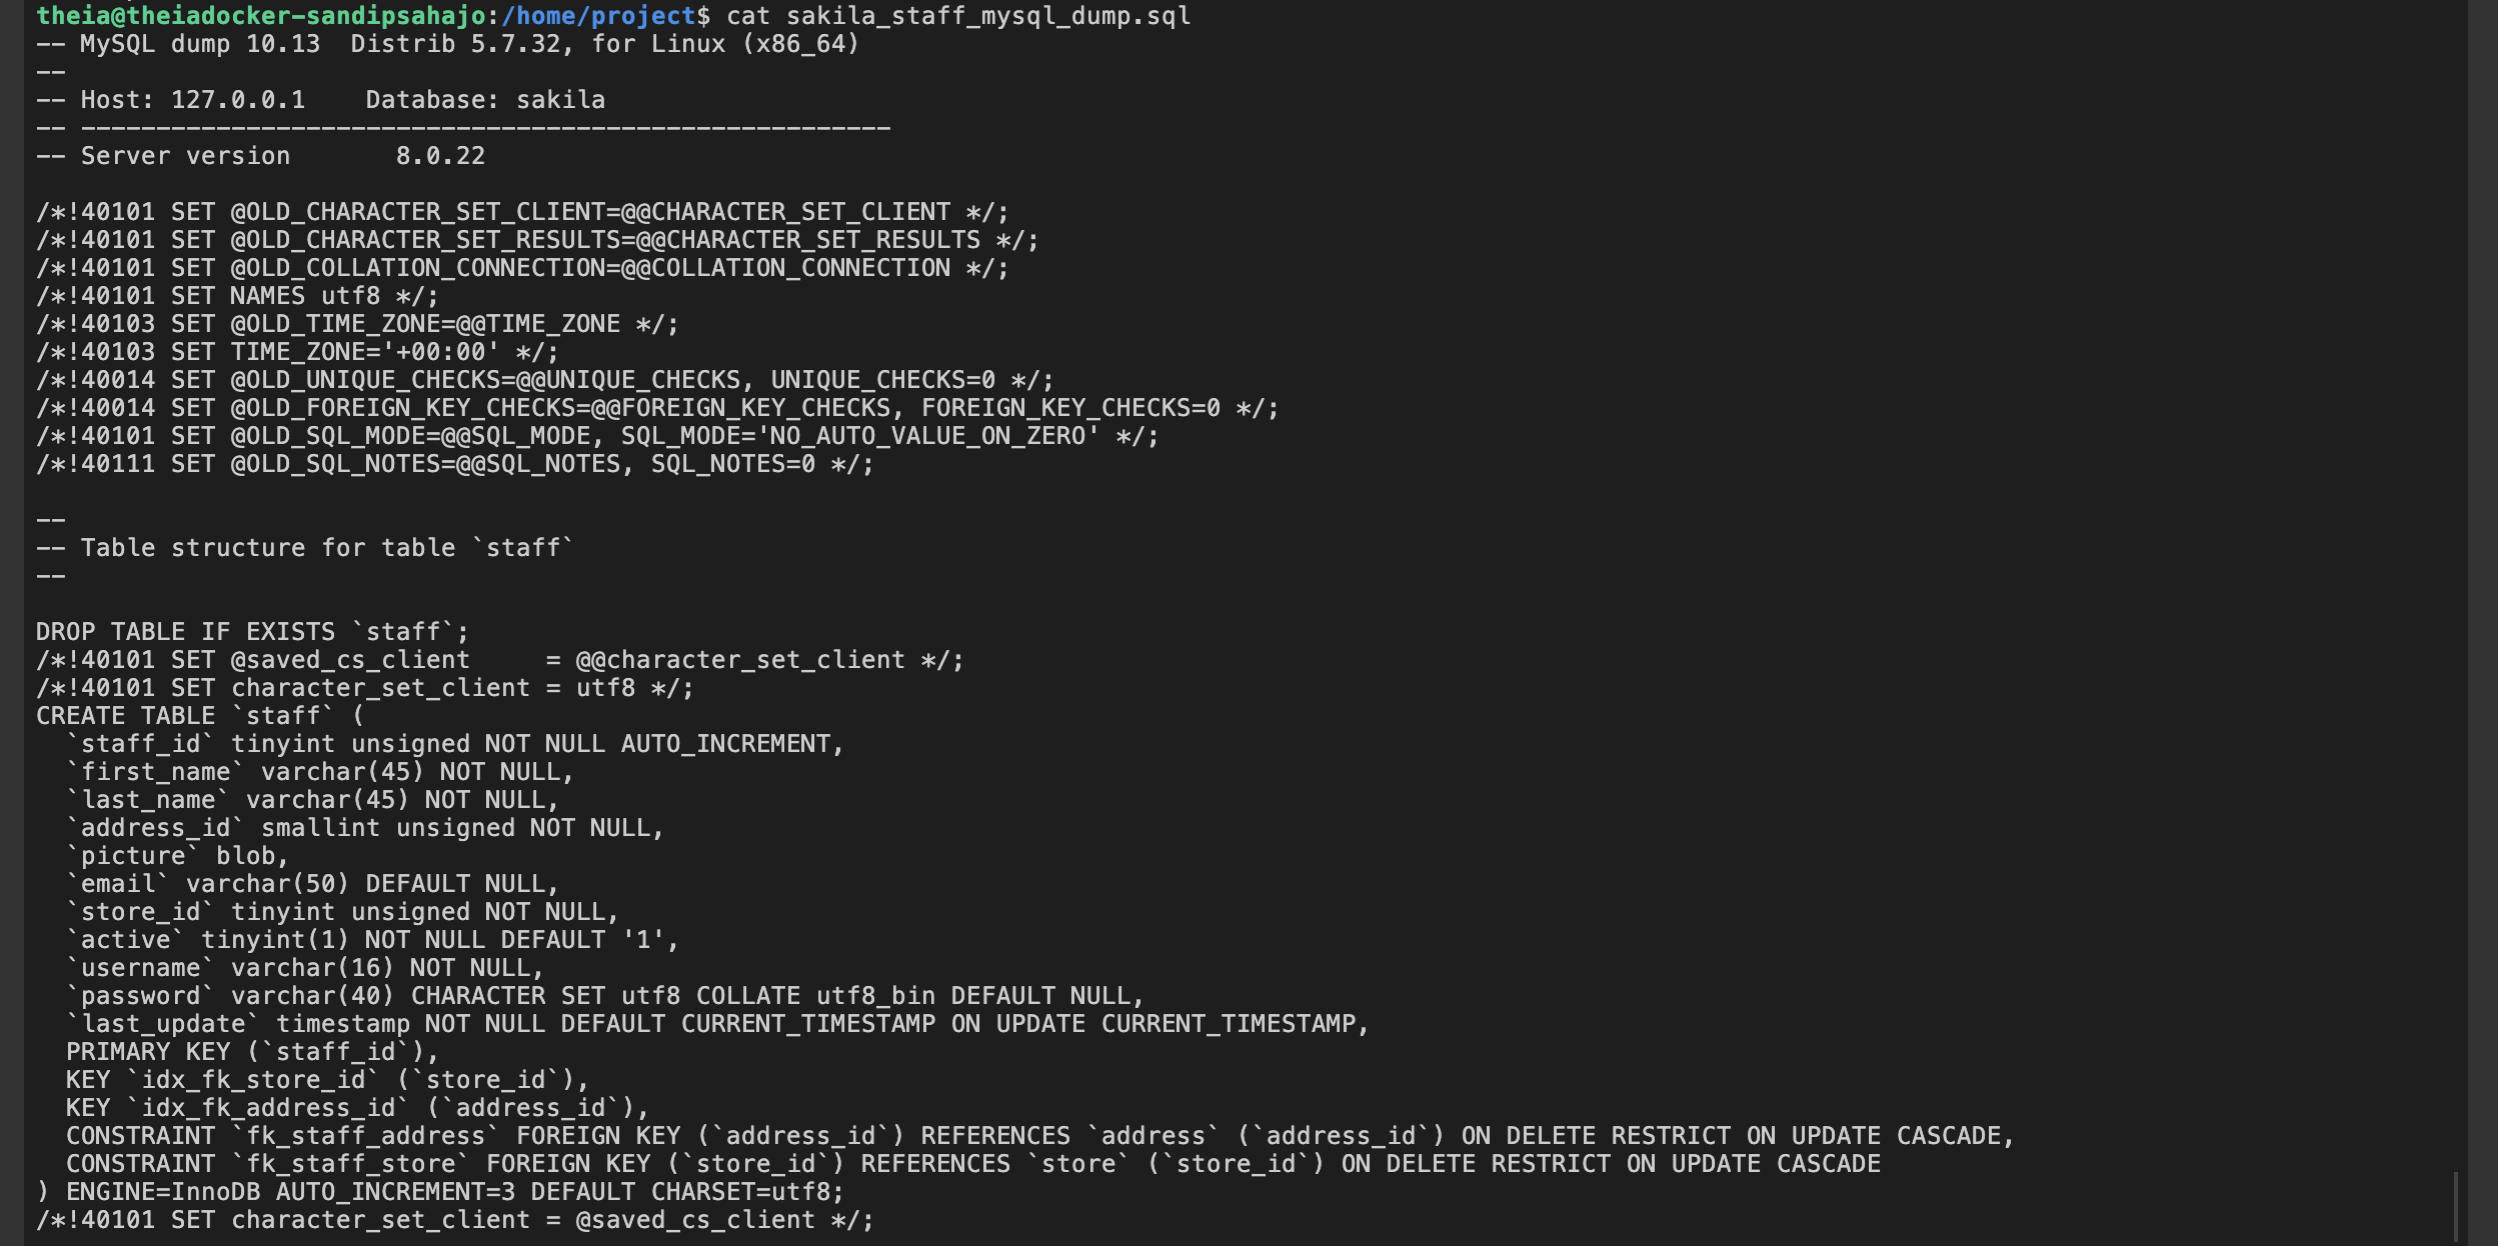 theia@theiadocker-sandipsahajo:/home/project$ cat sakila_staff_mysql_dump.sql
-- MySQL dump 10.13  Distrib 5.7.32, for Linux (x86_64)
--
-- Host: 127.0.0.1    Database: sakila
-- ------------------------------------------------------
-- Server version       8.0.22

/*!40101 SET @OLD_CHARACTER_SET_CLIENT=@@CHARACTER_SET_CLIENT */;
/*!40101 SET @OLD_CHARACTER_SET_RESULTS=@@CHARACTER_SET_RESULTS */;
/*!40101 SET @OLD_COLLATION_CONNECTION=@@COLLATION_CONNECTION */;
/*!40101 SET NAMES utf8 */;
/*!40103 SET @OLD_TIME_ZONE=@@TIME_ZONE */;
/*!40103 SET TIME_ZONE='+00:00' */;
/*!40014 SET @OLD_UNIQUE_CHECKS=@@UNIQUE_CHECKS, UNIQUE_CHECKS=0 */;
/*!40014 SET @OLD_FOREIGN_KEY_CHECKS=@@FOREIGN_KEY_CHECKS, FOREIGN_KEY_CHECKS=0 */;
/*!40101 SET @OLD_SQL_MODE=@@SQL_MODE, SQL_MODE='NO_AUTO_VALUE_ON_ZERO' */;
/*!40111 SET @OLD_SQL_NOTES=@@SQL_NOTES, SQL_NOTES=0 */;

--
-- Table structure for table `staff`
--

DROP TABLE IF EXISTS `staff`;
/*!40101 SET @saved_cs_client     = @@character_set_client */;
/*!40101 SET character_set_client = utf8 */;
CREATE TABLE `staff` (
  `staff_id` tinyint unsigned NOT NULL AUTO_INCREMENT,
  `first_name` varchar(45) NOT NULL,
  `last_name` varchar(45) NOT NULL,
  `address_id` smallint unsigned NOT NULL,
  `picture` blob,
  `email` varchar(50) DEFAULT NULL,
  `store_id` tinyint unsigned NOT NULL,
  `active` tinyint(1) NOT NULL DEFAULT '1',
  `username` varchar(16) NOT NULL,
  `password` varchar(40) CHARACTER SET utf8 COLLATE utf8_bin DEFAULT NULL,
  `last_update` timestamp NOT NULL DEFAULT CURRENT_TIMESTAMP ON UPDATE CURRENT_TIMESTAMP,
  PRIMARY KEY (`staff_id`),
  KEY `idx_fk_store_id` (`store_id`),
  KEY `idx_fk_address_id` (`address_id`),
  CONSTRAINT `fk_staff_address` FOREIGN KEY (`address_id`) REFERENCES `address` (`address_id`) ON DELETE RESTRICT ON UPDATE CASCADE,
  CONSTRAINT `fk_staff_store` FOREIGN KEY (`store_id`) REFERENCES `store` (`store_id`) ON DELETE RESTRICT ON UPDATE CASCADE
) ENGINE=InnoDB AUTO_INCREMENT=3 DEFAULT CHARSET=utf8;
/*!40101 SET character_set_client = @saved_cs_client */;